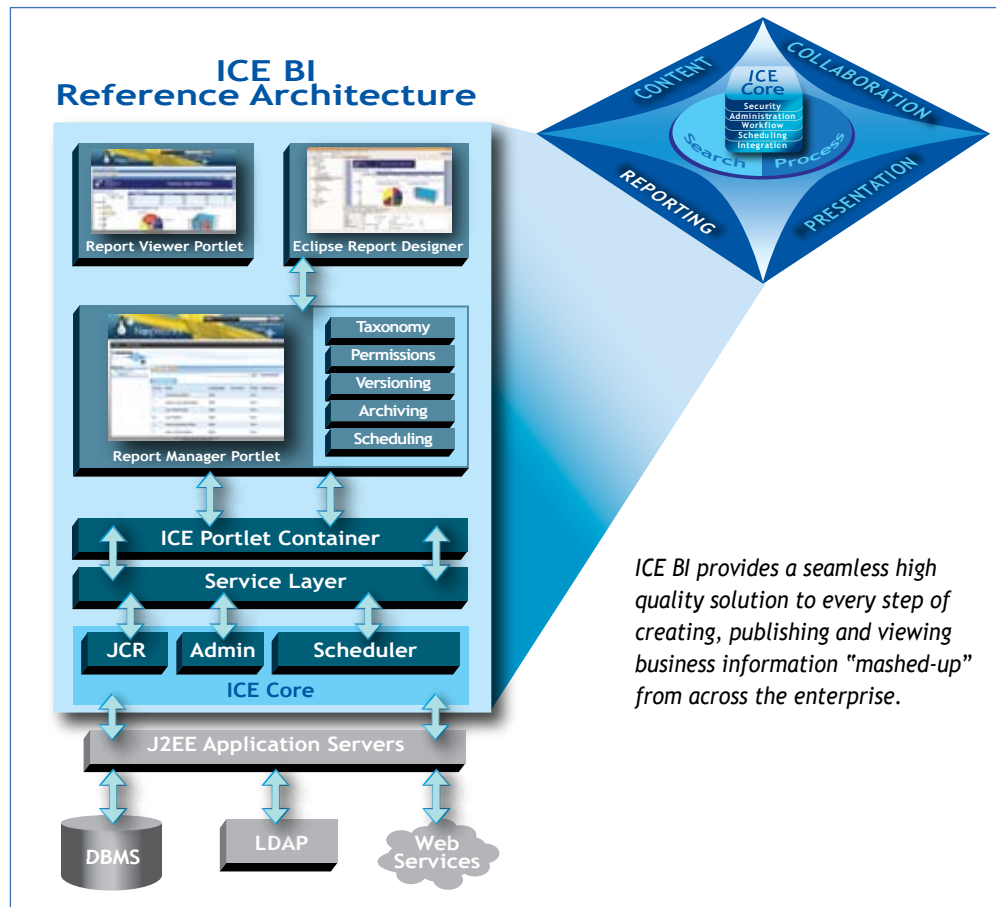 ICE BI
Reference Architecture
Report Viewer Portlet
Eclipse Report Designer
Taxonomy
Permissions
Versioning
Archiving
Scheduling
Report Manager Portlet
ICE Portlet Container
Service Layer
JCR
Admin
Scheduler
ICE Core
J2EE Application Servers
DBMS
LDAP
Web
Services
CONTENT
COLLABORATION
ICE
Core
Security
Administration
Workflow
Scheduling
Integration
Search
Process
REPORTING
PRESENTATION
ICE BI provides a seamless high
quality solution to every step of
creating, publishing and viewing
business information “mashed-up”
from across the enterprise.